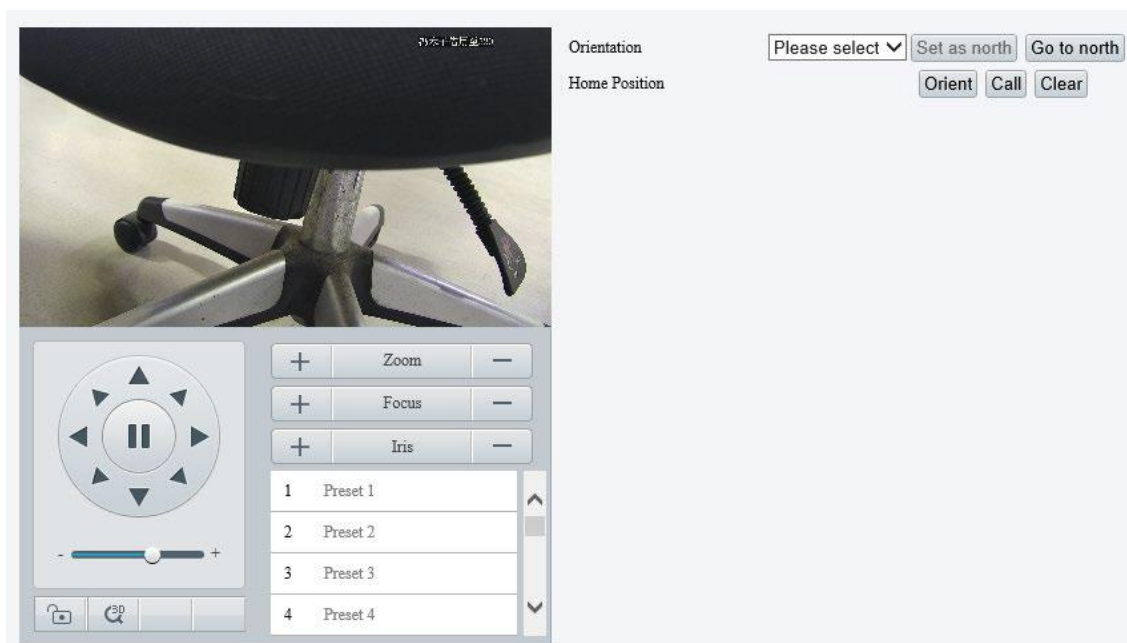 Orientation
Please select
Set as north
Go to north
Home Position
Orient
Call
Clear
+ Zoom —
+ Focus —
+ Iris —
- +
3D
1 Preset 1
2 Preset 2
3 Preset 3
4 Preset 4